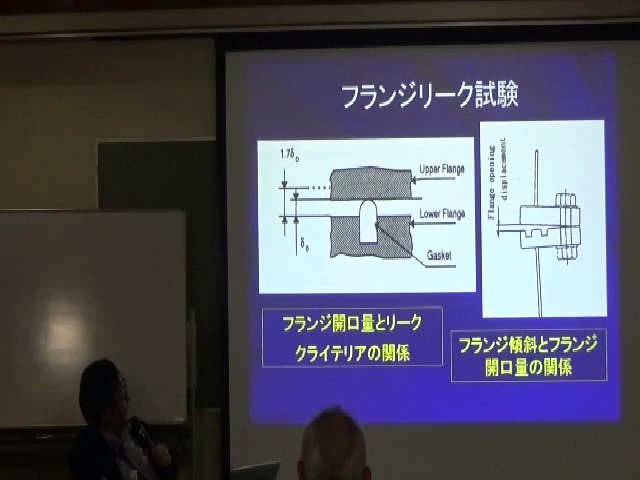 フランジリーク試験
1.7δ0
Upper Flange
Lower Flange
δ0
Gasket
Flange opening
displacement
フランジ開口量とリーク
クライテリアの関係
フランジ傾斜とフランジ
開口量の関係